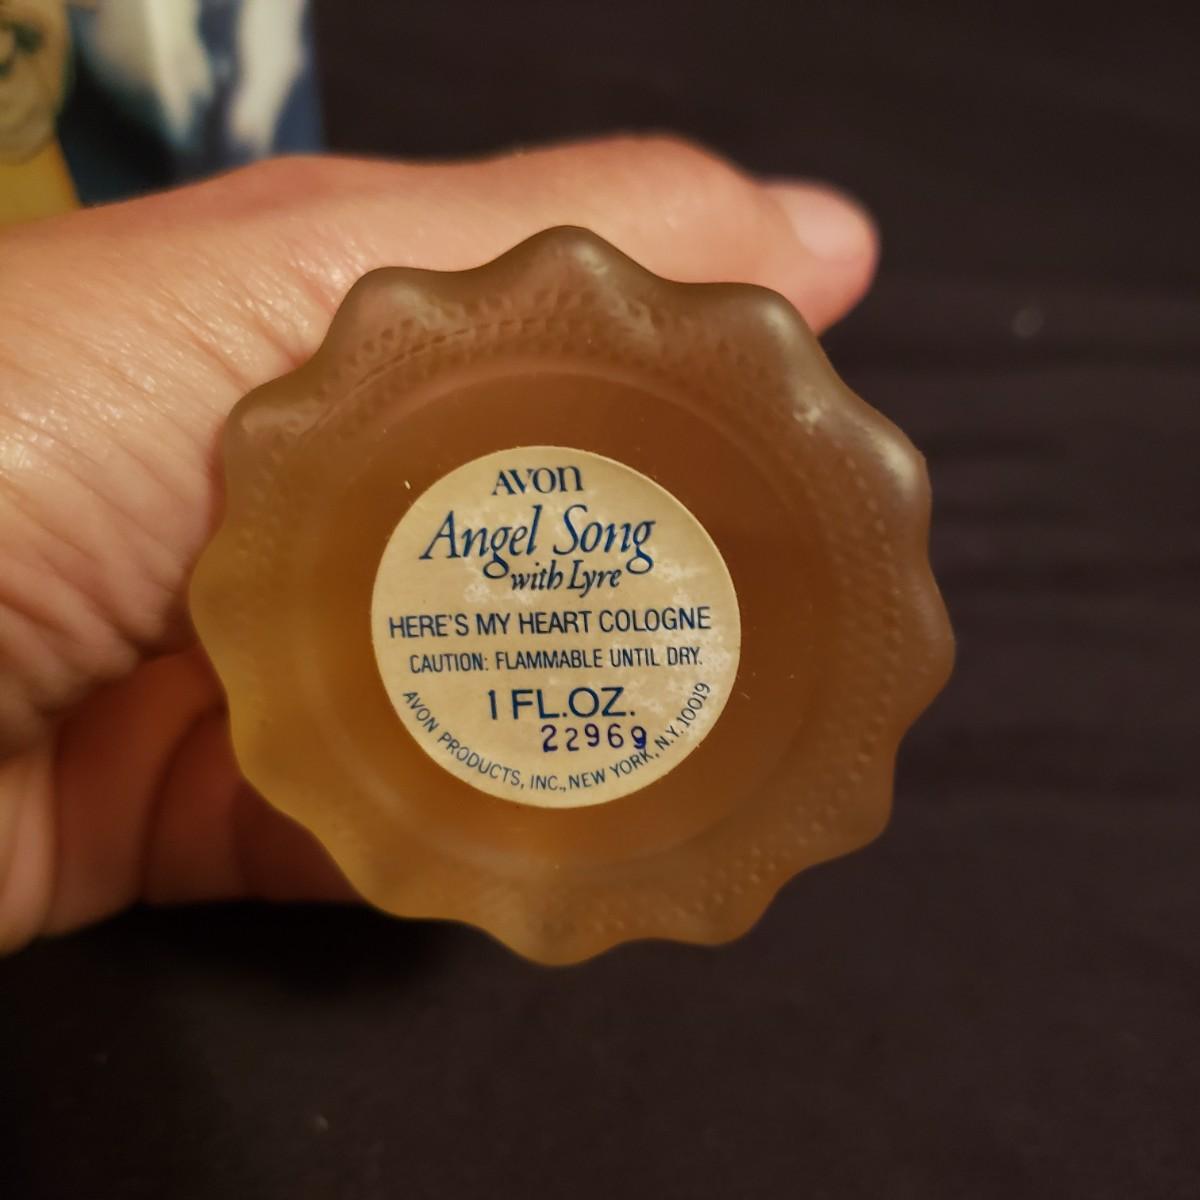 AVON
Angel Song
with Lyre
HERE'S MY HEART COLOGNE
CAUTION: FLAMMABLE UNTIL DRY.
1 FL.OZ.
22969
AVON PRODUCTS, INC., NEW YORK, N.Y. 10019